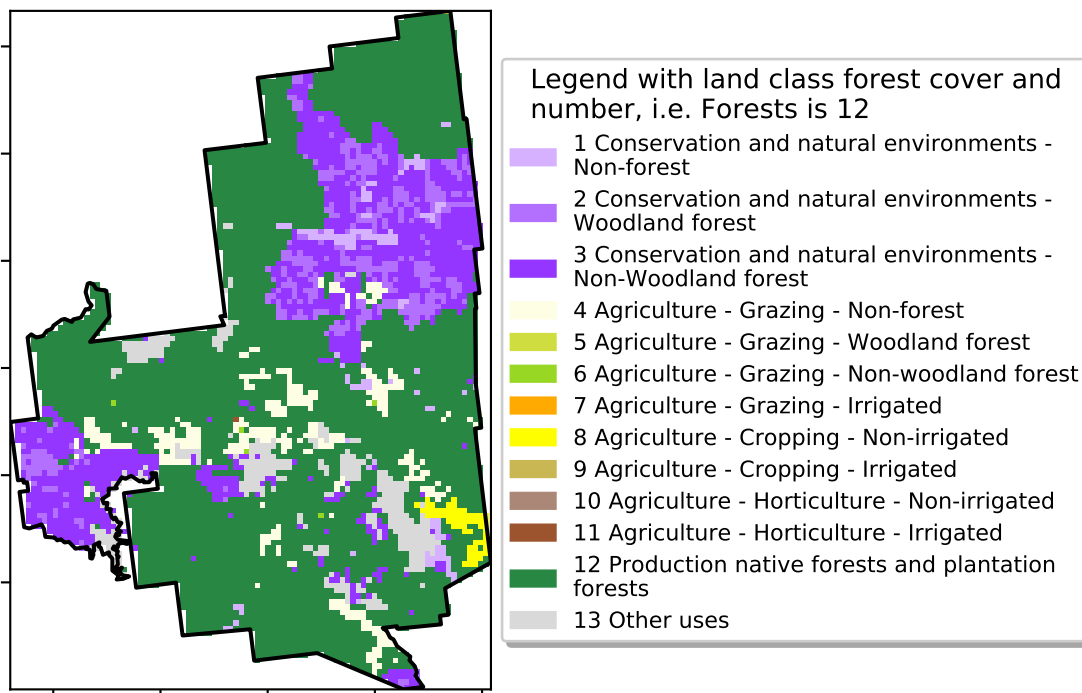 Legend with land class forest cover and
number, i.e. Forests is 12
1 Conservation and natural environments -
Non-forest
2 Conservation and natural environments -
Woodland forest
3 Conservation and natural environments -
Non-Woodland forest
4 Agriculture - Grazing - Non-forest
5 Agriculture - Grazing - Woodland forest
6 Agriculture - Grazing - Non-woodland forest
7 Agriculture - Grazing - Irrigated
8 Agriculture - Cropping - Non-irrigated
9 Agriculture - Cropping - Irrigated
10 Agriculture - Horticulture - Non-irrigated
11 Agriculture - Horticulture - Irrigated
12 Production native forests and plantation
forests
13 Other uses